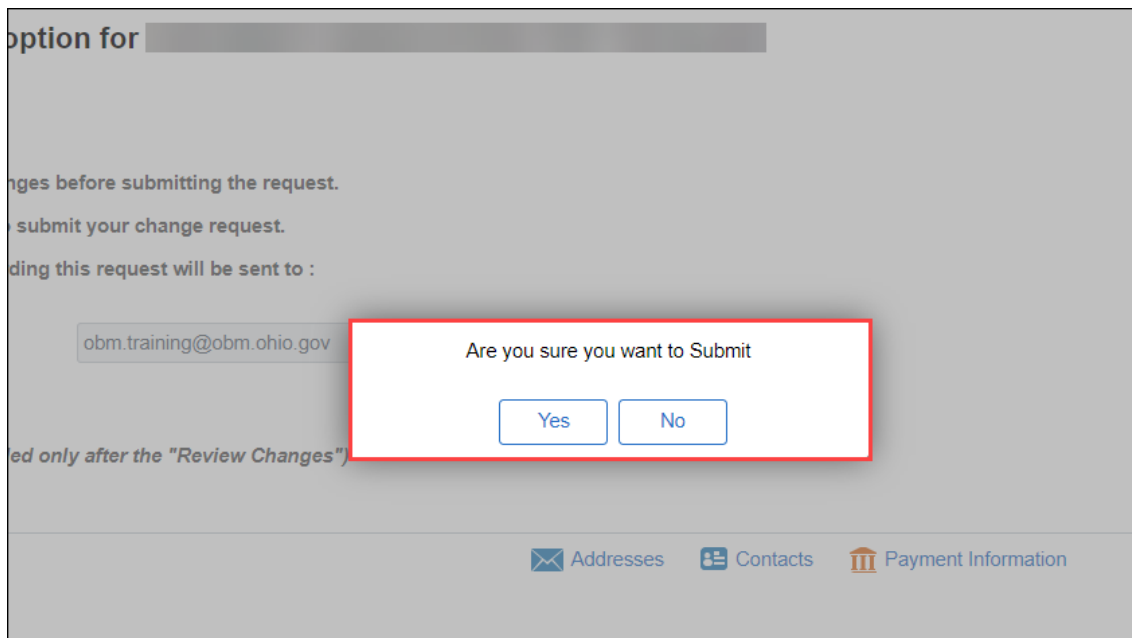 option for
nges before submitting the request.
submit your change request.
ding this request will be sent to :
obm.training@obm.ohio.gov
Are you sure you want to Submit
Yes No
ed only after the "Review Changes")
Addresses Contacts Payment Information